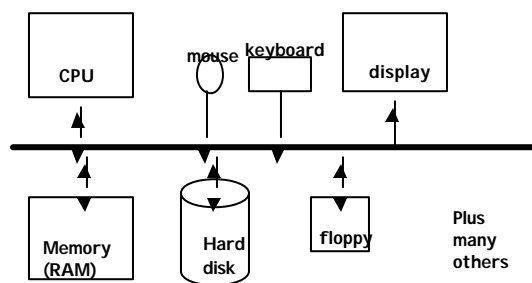 mouse
keyboard
CPU
display
Memory
(RAM)
Hard
disk
floppy
Plus
many
others